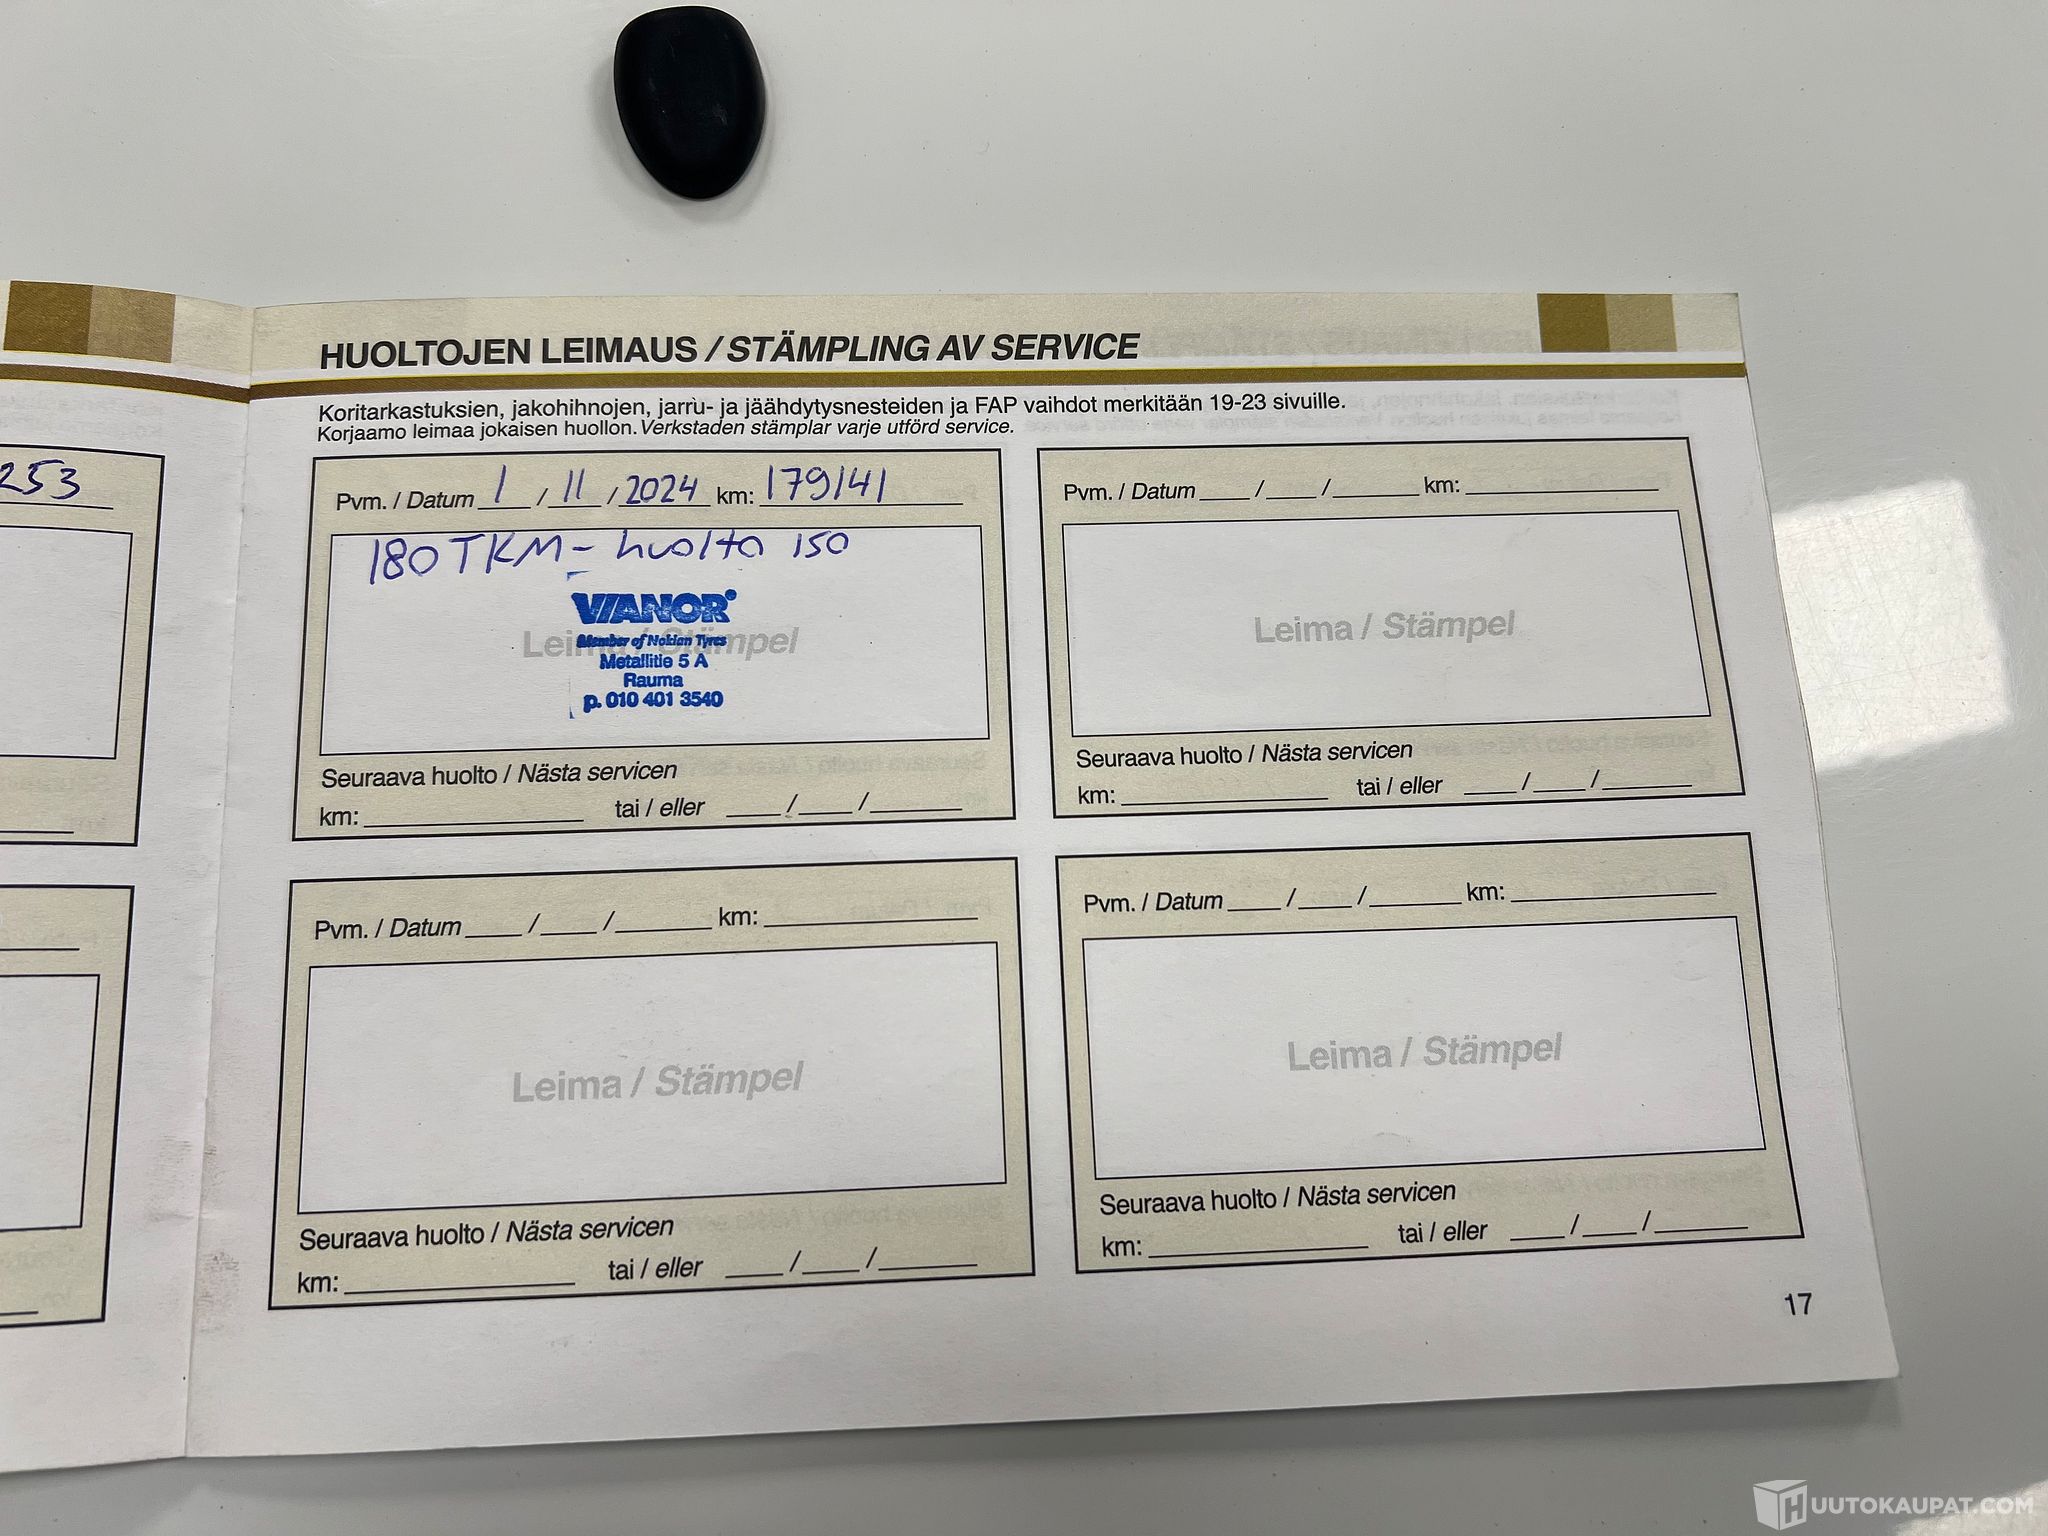 253
HUOLTOJEN LEIMAUS / STÄMPLING AV SERVICE
Koritarkastuksien, jakohihnojen, jarru- ja jäähdytysnesteiden ja FAP vaihdot merkitään 19-23 sivuille.
Korjaamo leimaa jokaisen huollon. Verkstaden stämplar varje utförd service.
Pvm. / Datum 1 / 11 / 2024 km: 179141
180 TKM - huolto 150
Leima / Stämpel
VIANOR
Member of Nokian Tyres
Metallitie 5 A
Rauma
p. 010 401 3540
Seuraava huolto / Nästa servicen
km: tai / eller / /
Pvm. / Datum / / km:
Leima / Stämpel
Seuraava huolto / Nästa servicen
km: tai / eller / /
Pvm. / Datum / / km:
Leima / Stämpel
Seuraava huolto / Nästa servicen
km: tai / eller / /
Pvm. / Datum / / km:
Leima / Stämpel
Seuraava huolto / Nästa servicen
km: tai / eller / /
17
HUUTOKAUPAT.COM